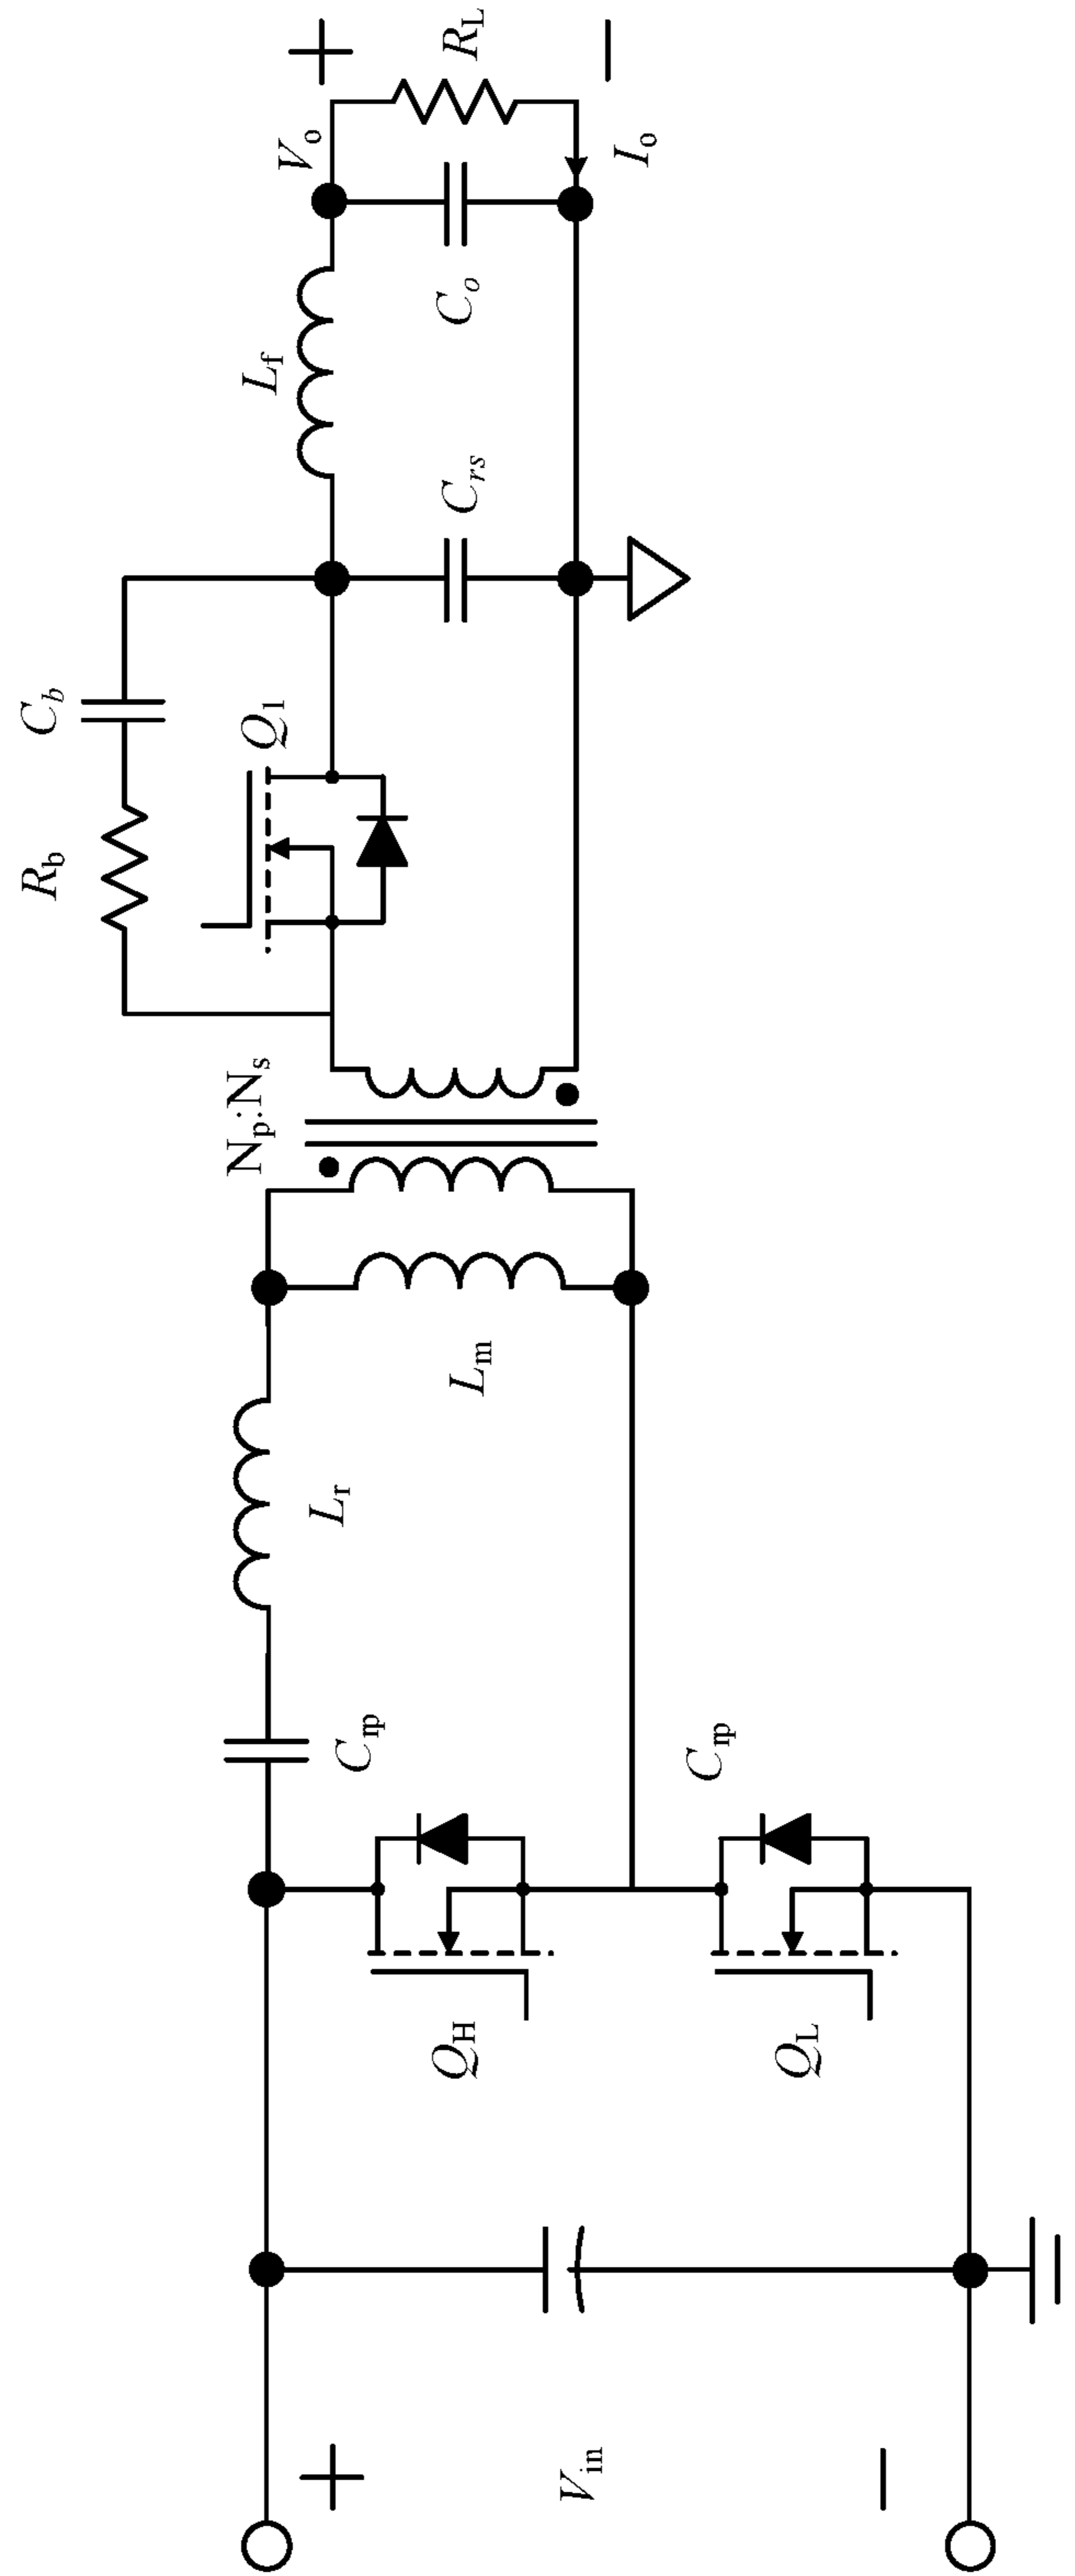 +
V_in
−
Q_H
Q_L
C_rp
C_rp
L_r
L_m
N_p:N_s
R_b
C_b
Q_1
C_rs
L_f
C_o
V_o
I_o
+
R_L
−